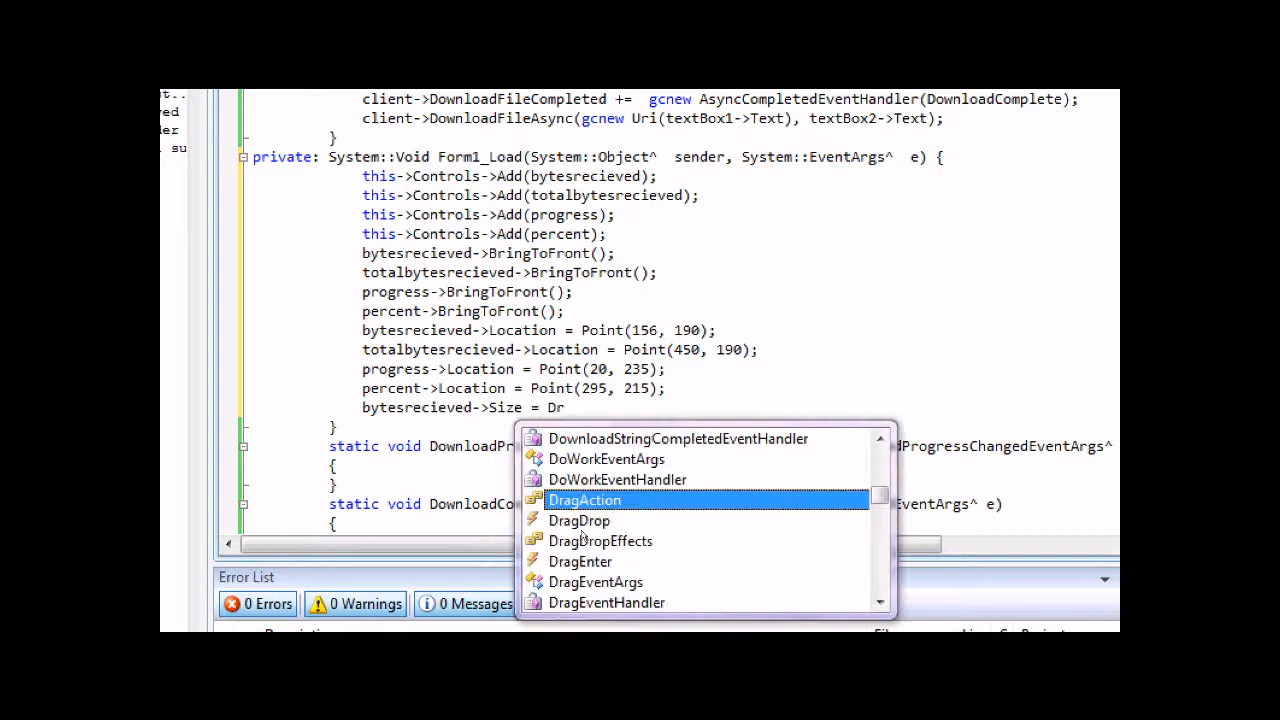 t..
ved
der
su
client->DownloadFileCompleted += gcnew AsyncCompletedEventHandler(DownloadComplete);
client->DownloadFileAsync(gcnew Uri(textBox1->Text), textBox2->Text);
}
private: System::Void Form1_Load(System::Object^ sender, System::EventArgs^ e) {
this->Controls->Add(bytesrecieved);
this->Controls->Add(totalbytesrecieved);
this->Controls->Add(progress);
this->Controls->Add(percent);
bytesrecieved->BringToFront();
totalbytesrecieved->BringToFront();
progress->BringToFront();
percent->BringToFront();
bytesrecieved->Location = Point(156, 190);
totalbytesrecieved->Location = Point(450, 190);
progress->Location = Point(20, 235);
percent->Location = Point(295, 215);
bytesrecieved->Size = Dr
}
static void DownloadPr adProgressChangedEventArgs^
{
}
static void DownloadCo EventArgs^ e)
{
DownloadStringCompletedEventHandler
DoWorkEventArgs
DoWorkEventHandler
DragAction
DragDrop
DragDropEffects
DragEnter
DragEventArgs
DragEventHandler
Error List
0 Errors 0 Warnings 0 Messages